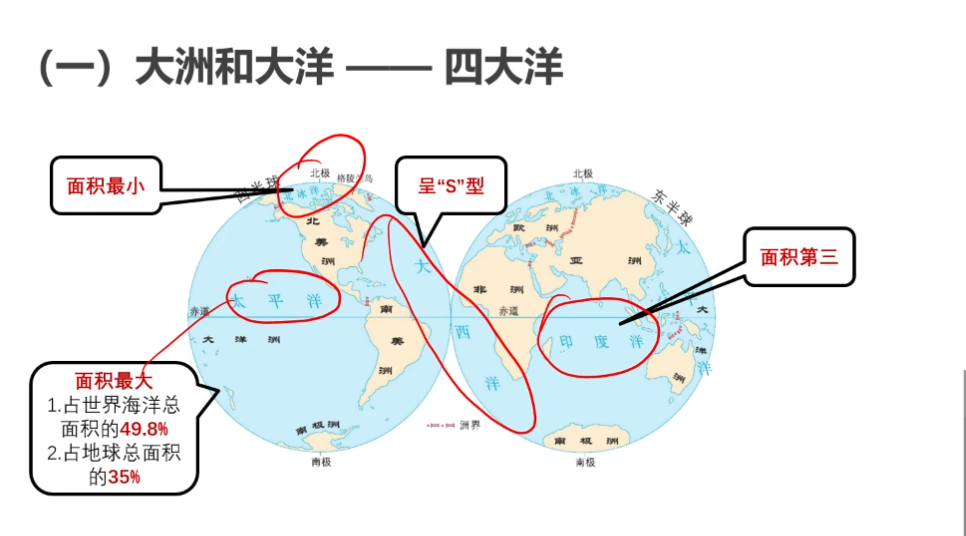 （一）大洲和大洋 —— 四大洋
面积最小
呈“S”型
面积第三
面积最大
1.占世界海洋总
面积的49.8%
2.占地球总面积
的35%
西半球
北极
格陵兰岛
北冰洋
北
美
洲
太平洋
赤道
大洋洲
南
美
洲
南极洲
南极
大
西
洋
洲界
北极
东半球
北冰洋
欧洲
亚洲
非洲
赤道
印度洋
太
平
洋
大
洋
洲
南极洲
南极